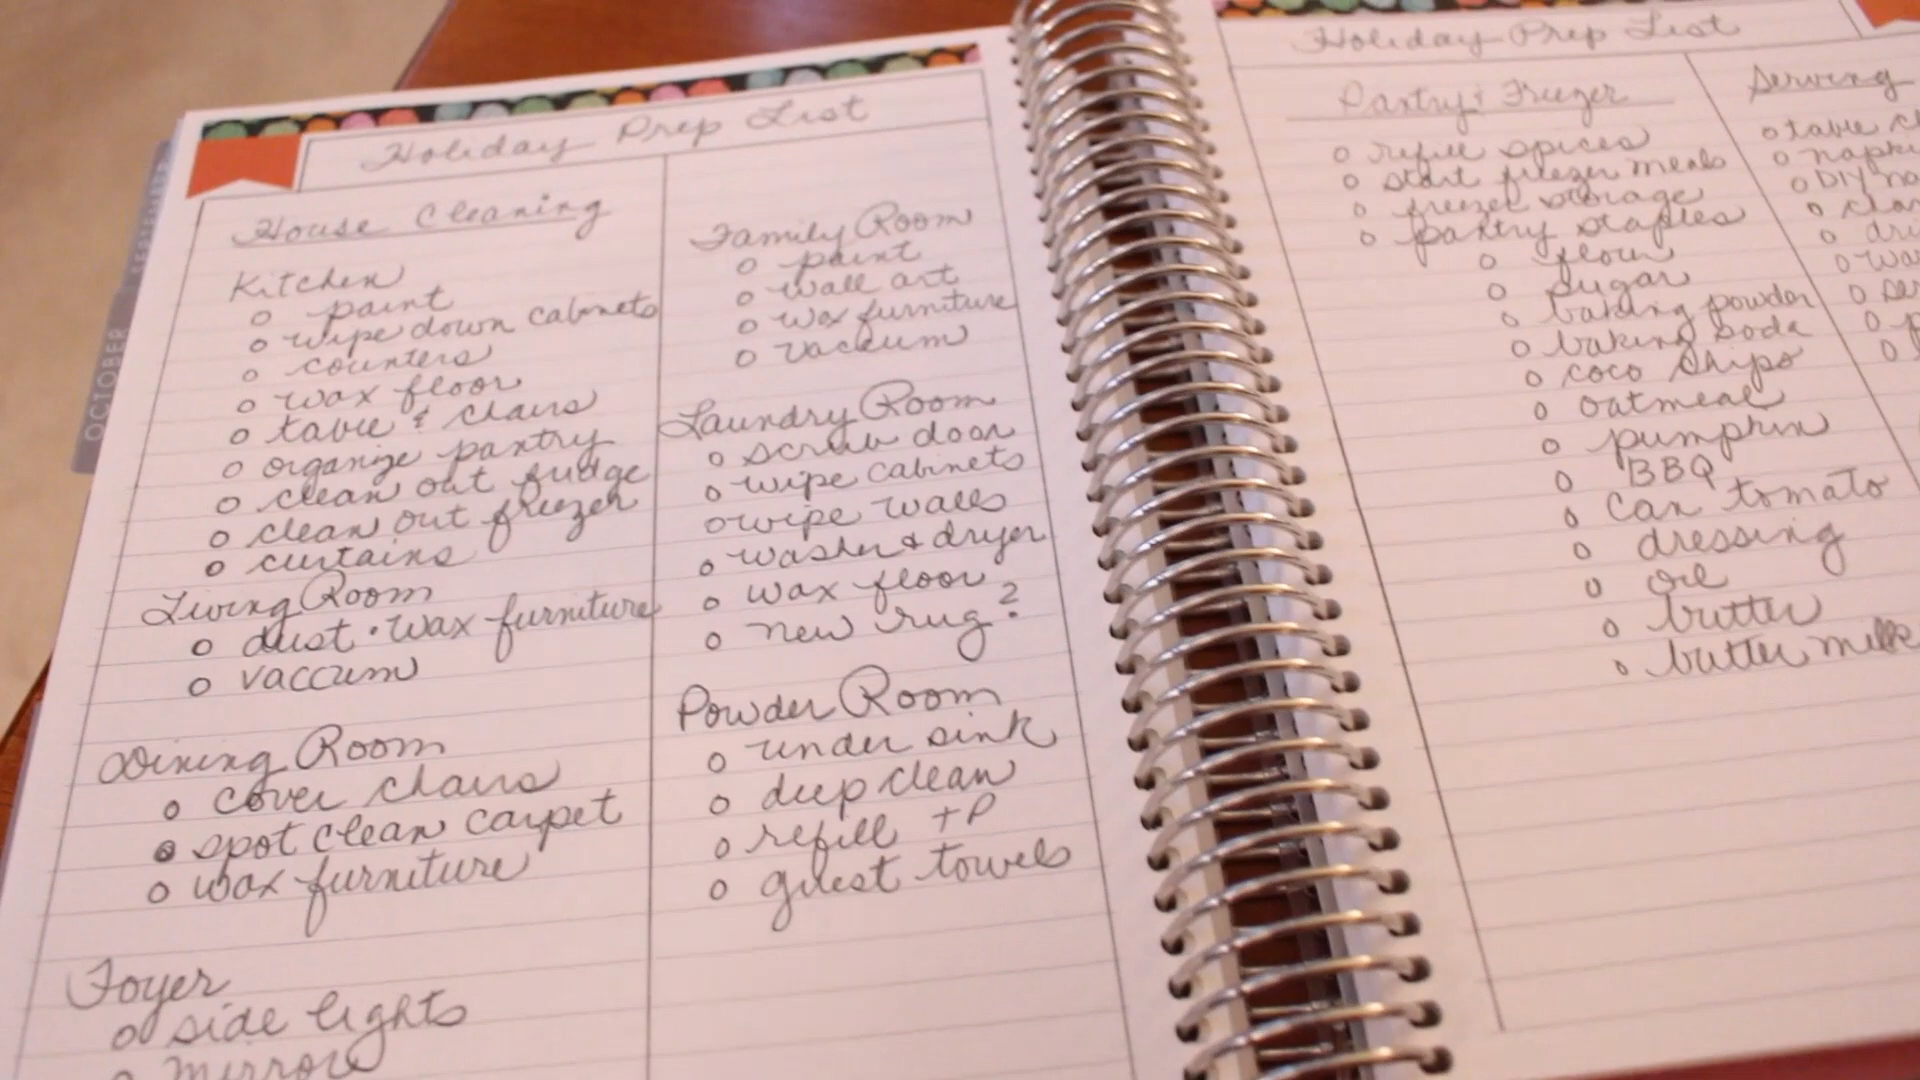 Holiday Prep List
House Cleaning
Kitchen
paint
wipe down cabinets
counters
wax floor
table & chairs
organize pantry
clean out fridge
clean out freezer
curtains
Living Room
dust · wax furniture
vaccum
Dining Room
cover chairs
spot clean carpet
wax furniture
Foyer
side lights
mirror
Family Room
paint
wall art
wax furniture
vaccum
Laundry Room
scrub door
wipe cabinets
wipe walls
washer & dryer
wax floor
new rug?
Powder Room
under sink
deep clean
refill TP
guest towels
OCTOBER
Holiday Prep List
Pantry & Freezer
refill spices
start freezer meals
freezer storage
pantry staples
flour
sugar
baking powder
baking soda
coco chips
oatmeal
pumpkin
BBQ
can tomato
dressing
oil
butter
butter milk
Serving
table
DIY